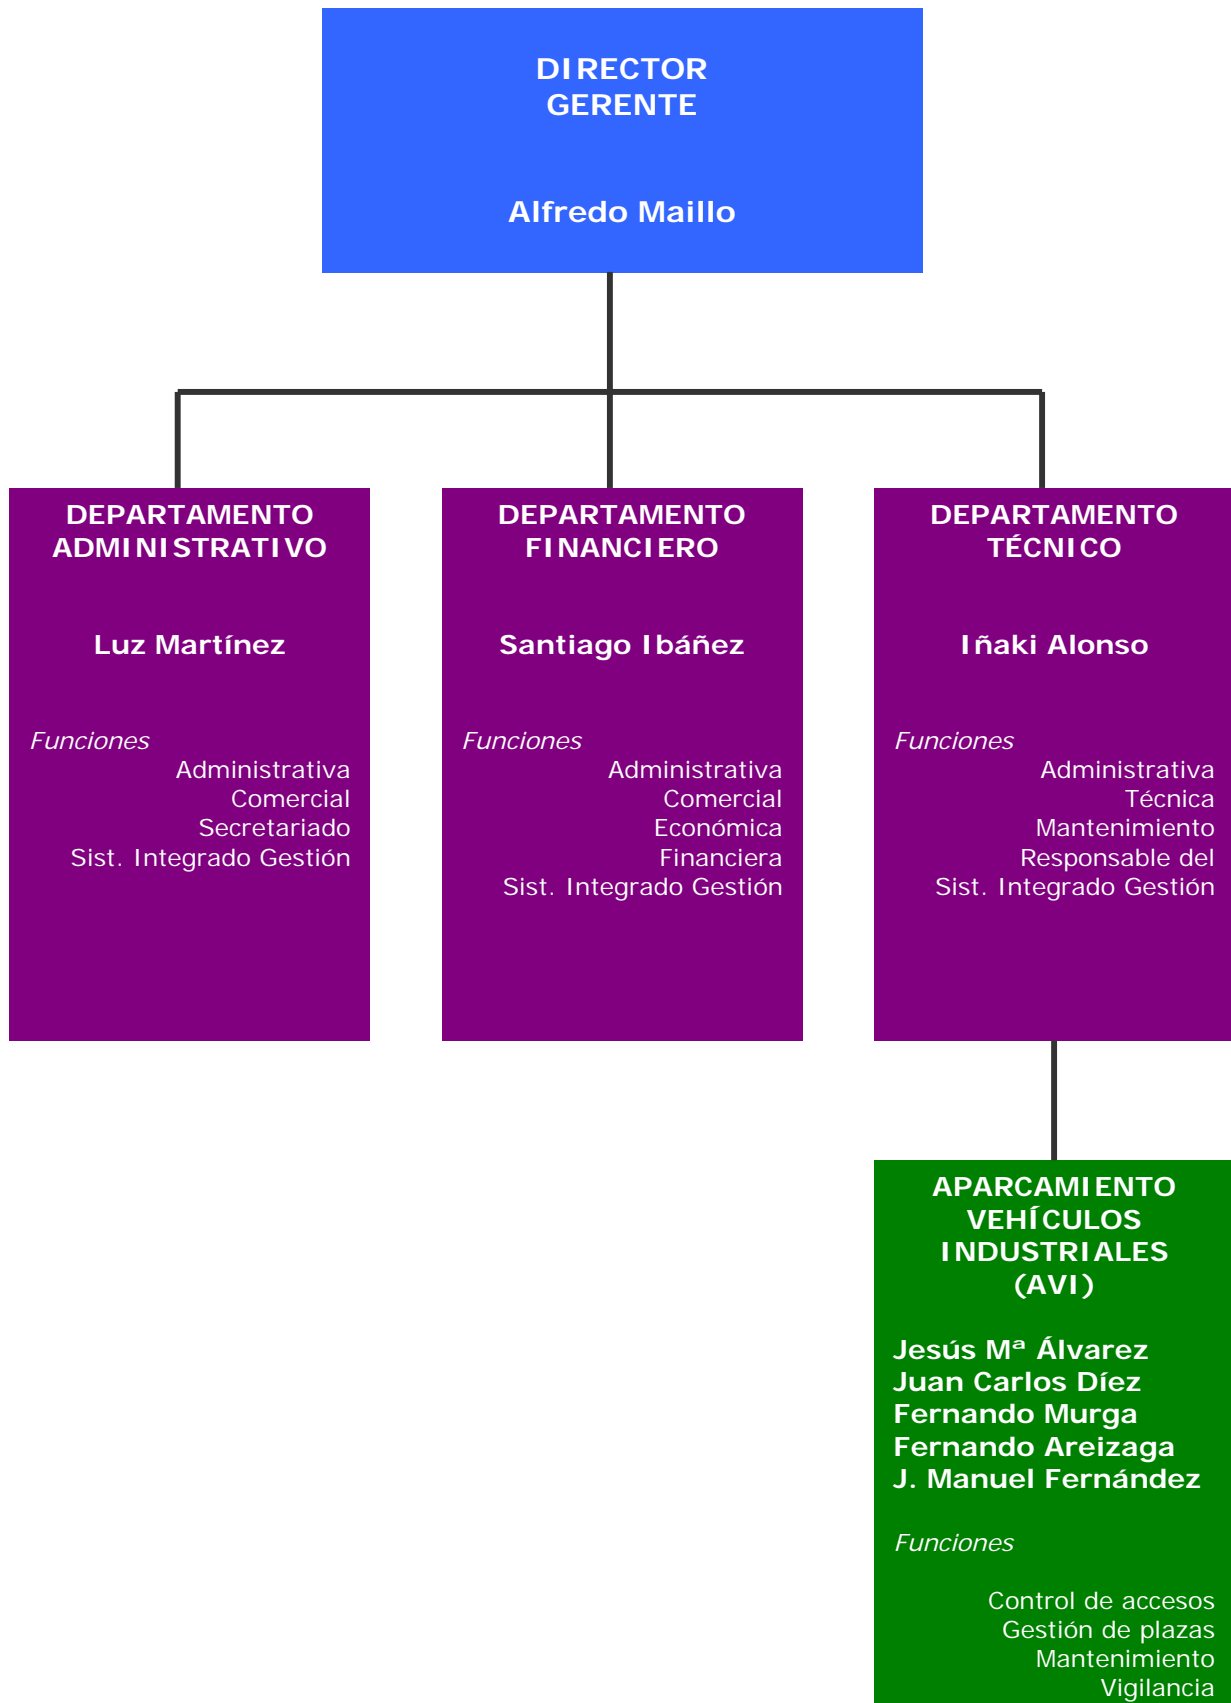 DIRECTOR
GERENTE
Alfredo Maillo
DEPARTAMENTO
ADMINISTRATIVO
Luz Martínez
Funciones
Administrativa
Comercial
Secretariado
Sist. Integrado Gestión
DEPARTAMENTO
FINANCIERO
Santiago Ibáñez
Funciones
Administrativa
Comercial
Económica
Financiera
Sist. Integrado Gestión
DEPARTAMENTO
TÉCNICO
Iñaki Alonso
Funciones
Administrativa
Técnica
Mantenimiento
Responsable del
Sist. Integrado Gestión
APARCAMIENTO
VEHÍCULOS
INDUSTRIALES
(AVI)
Jesús Mª Álvarez
Juan Carlos Díez
Fernando Murga
Fernando Areizaga
J. Manuel Fernández
Funciones
Control de accesos
Gestión de plazas
Mantenimiento
Vigilancia